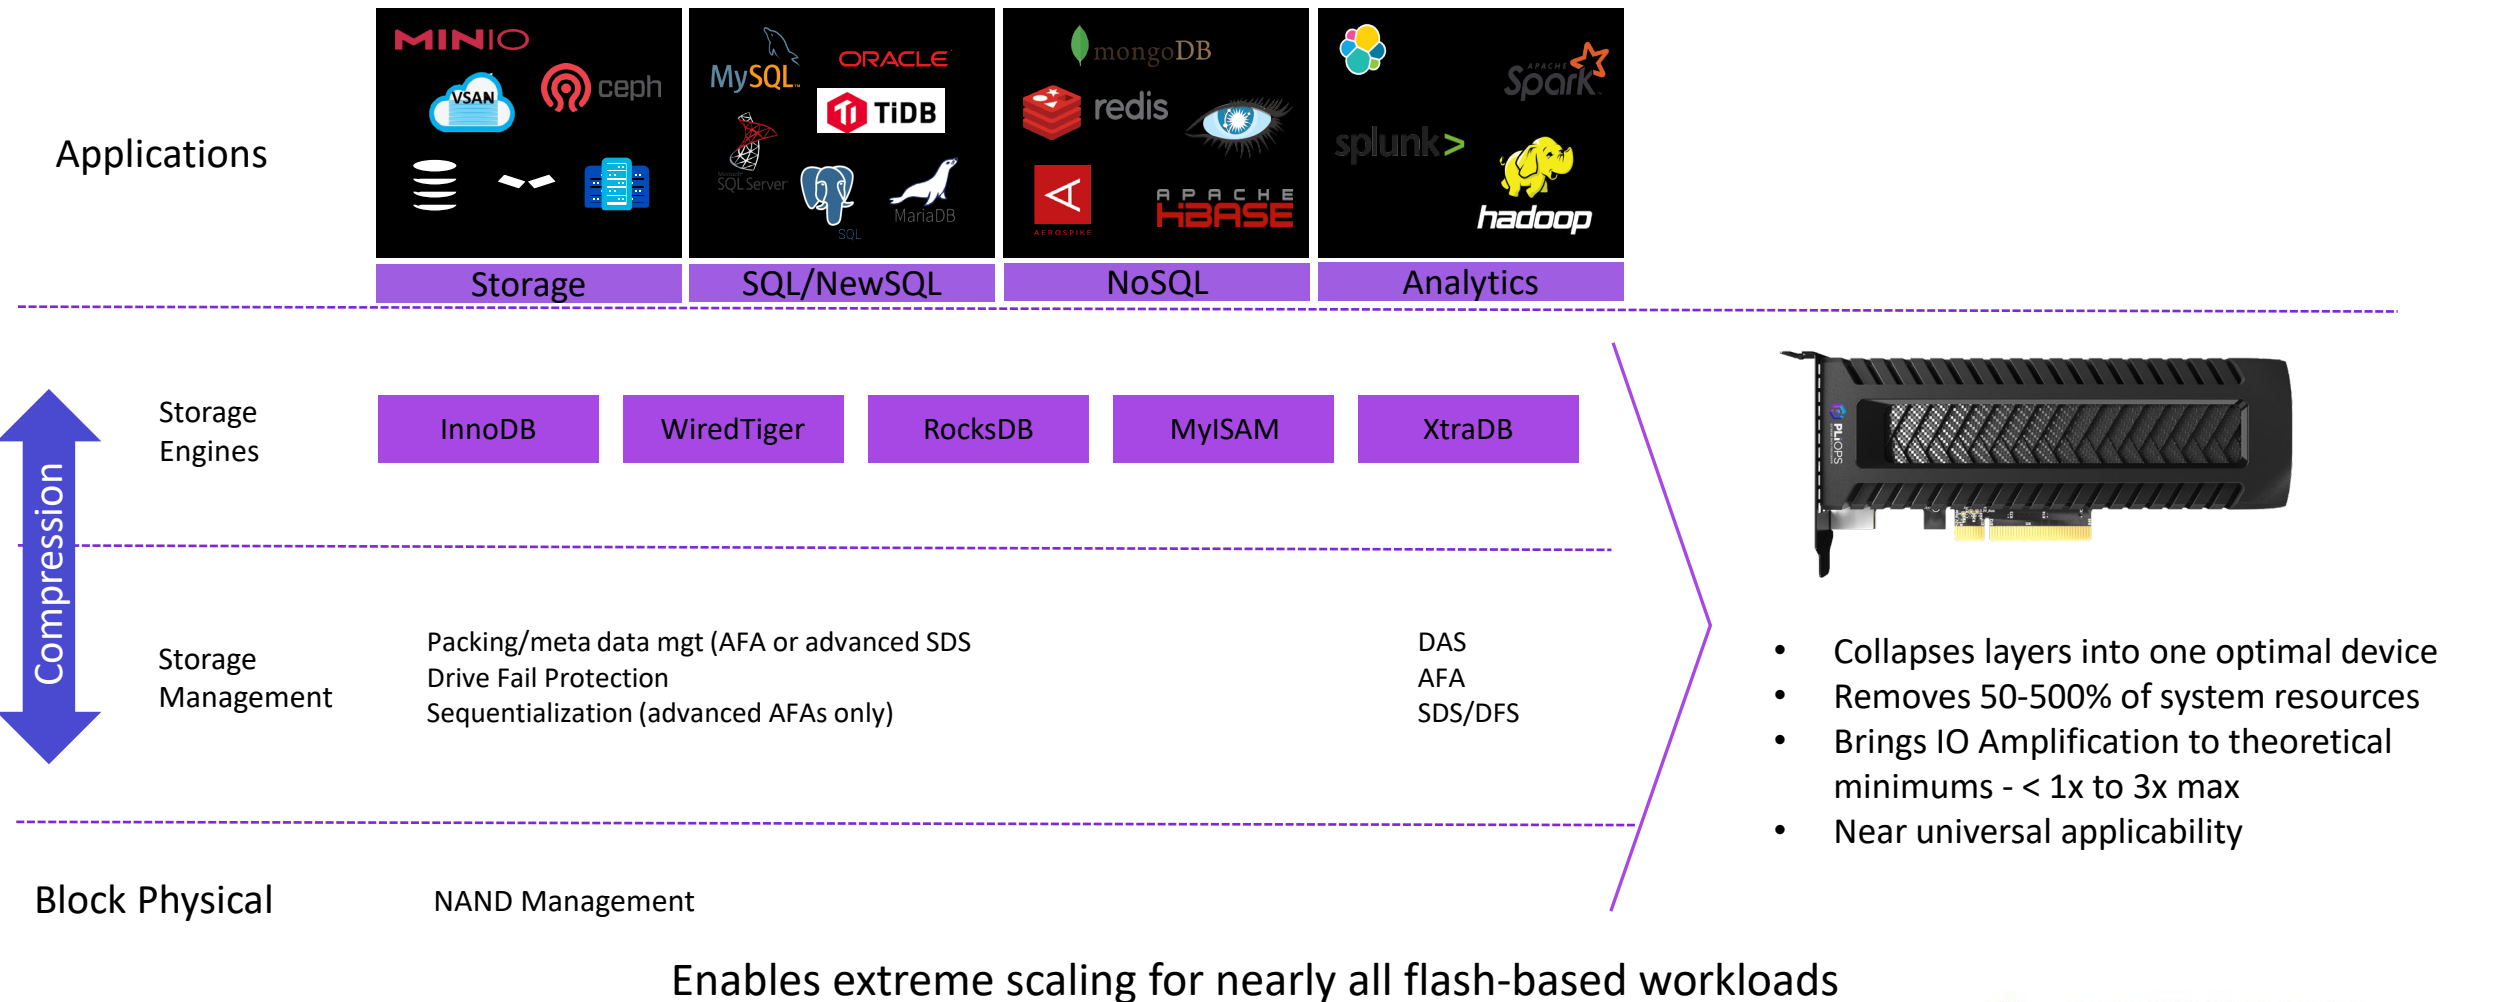 MINIO
VSAN
ceph
MySQL
ORACLE
TiDB
Microsoft
SQL Server
SQL
MariaDB
mongoDB
redis
AEROSPIKE
APACHE
HBASE
APACHE
Spark
splunk>
hadoop
Applications
Storage
SQL/NewSQL
NoSQL
Analytics
Compression
Storage
Engines
InnoDB
WiredTiger
RocksDB
MyISAM
XtraDB
PLiOPS
Storage
Management
Packing/meta data mgt (AFA or advanced SDS
Drive Fail Protection
Sequentialization (advanced AFAs only)
DAS
AFA
SDS/DFS
• Collapses layers into one optimal device
• Removes 50-500% of system resources
• Brings IO Amplification to theoretical
minimums - < 1x to 3x max
• Near universal applicability
Block Physical
NAND Management
Enables extreme scaling for nearly all flash-based workloads